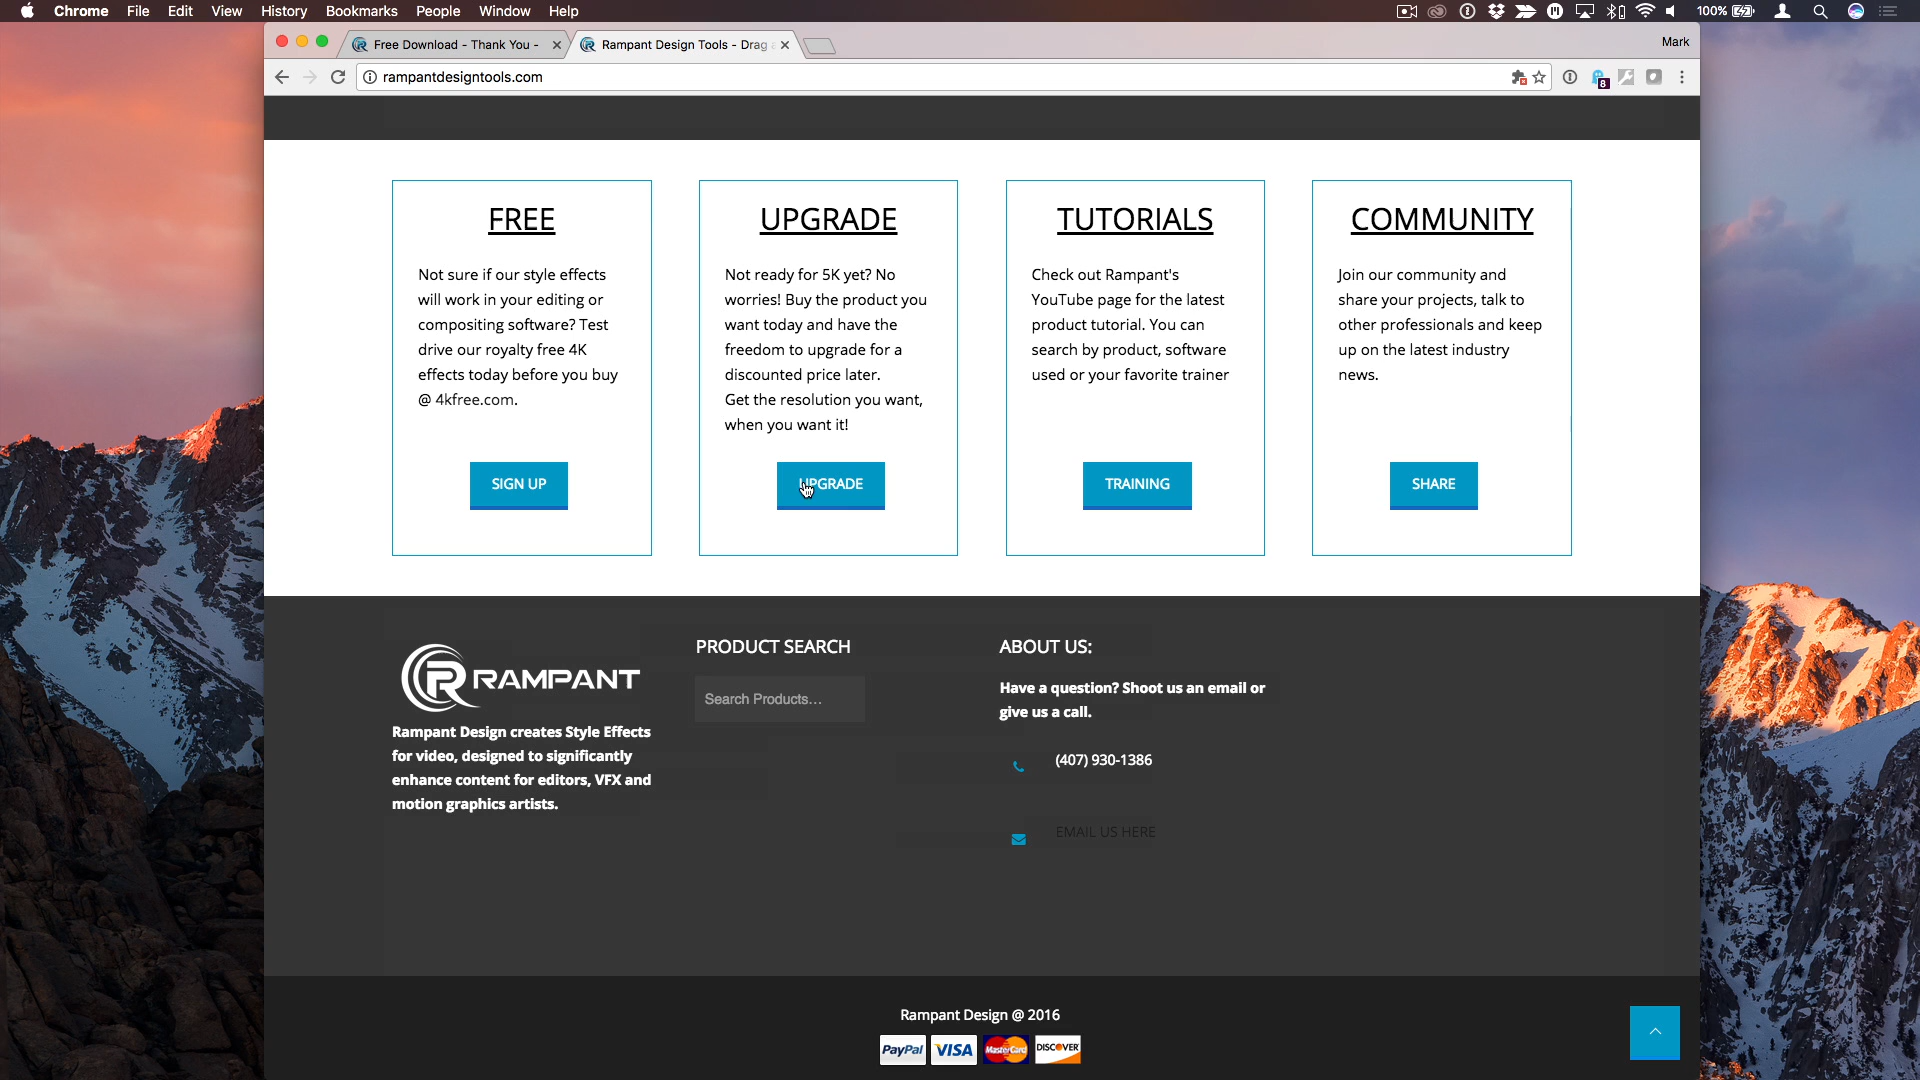 Chrome File Edit View History Bookmarks People Window Help 100%
Free Download - Thank You - Rampant Design Tools - Drag Mark
rampantdesigntools.com
8
FREE
Not sure if our style effects
will work in your editing or
compositing software? Test
drive our royalty free 4K
effects today before you buy
@ 4kfree.com.
SIGN UP
UPGRADE
Not ready for 5K yet? No
worries! Buy the product you
want today and have the
freedom to upgrade for a
discounted price later.
Get the resolution you want,
when you want it!
UPGRADE
TUTORIALS
Check out Rampant's
YouTube page for the latest
product tutorial. You can
search by product, software
used or your favorite trainer
TRAINING
COMMUNITY
Join our community and
share your projects, talk to
other professionals and keep
up on the latest industry
news.
SHARE
RAMPANT
Rampant Design creates Style Effects
for video, designed to significantly
enhance content for editors, VFX and
motion graphics artists.
PRODUCT SEARCH
Search Products...
ABOUT US:
Have a question? Shoot us an email or
give us a call.
(407) 930-1386
EMAIL US HERE
Rampant Design @ 2016
PayPal VISA MasterCard DISCOVER